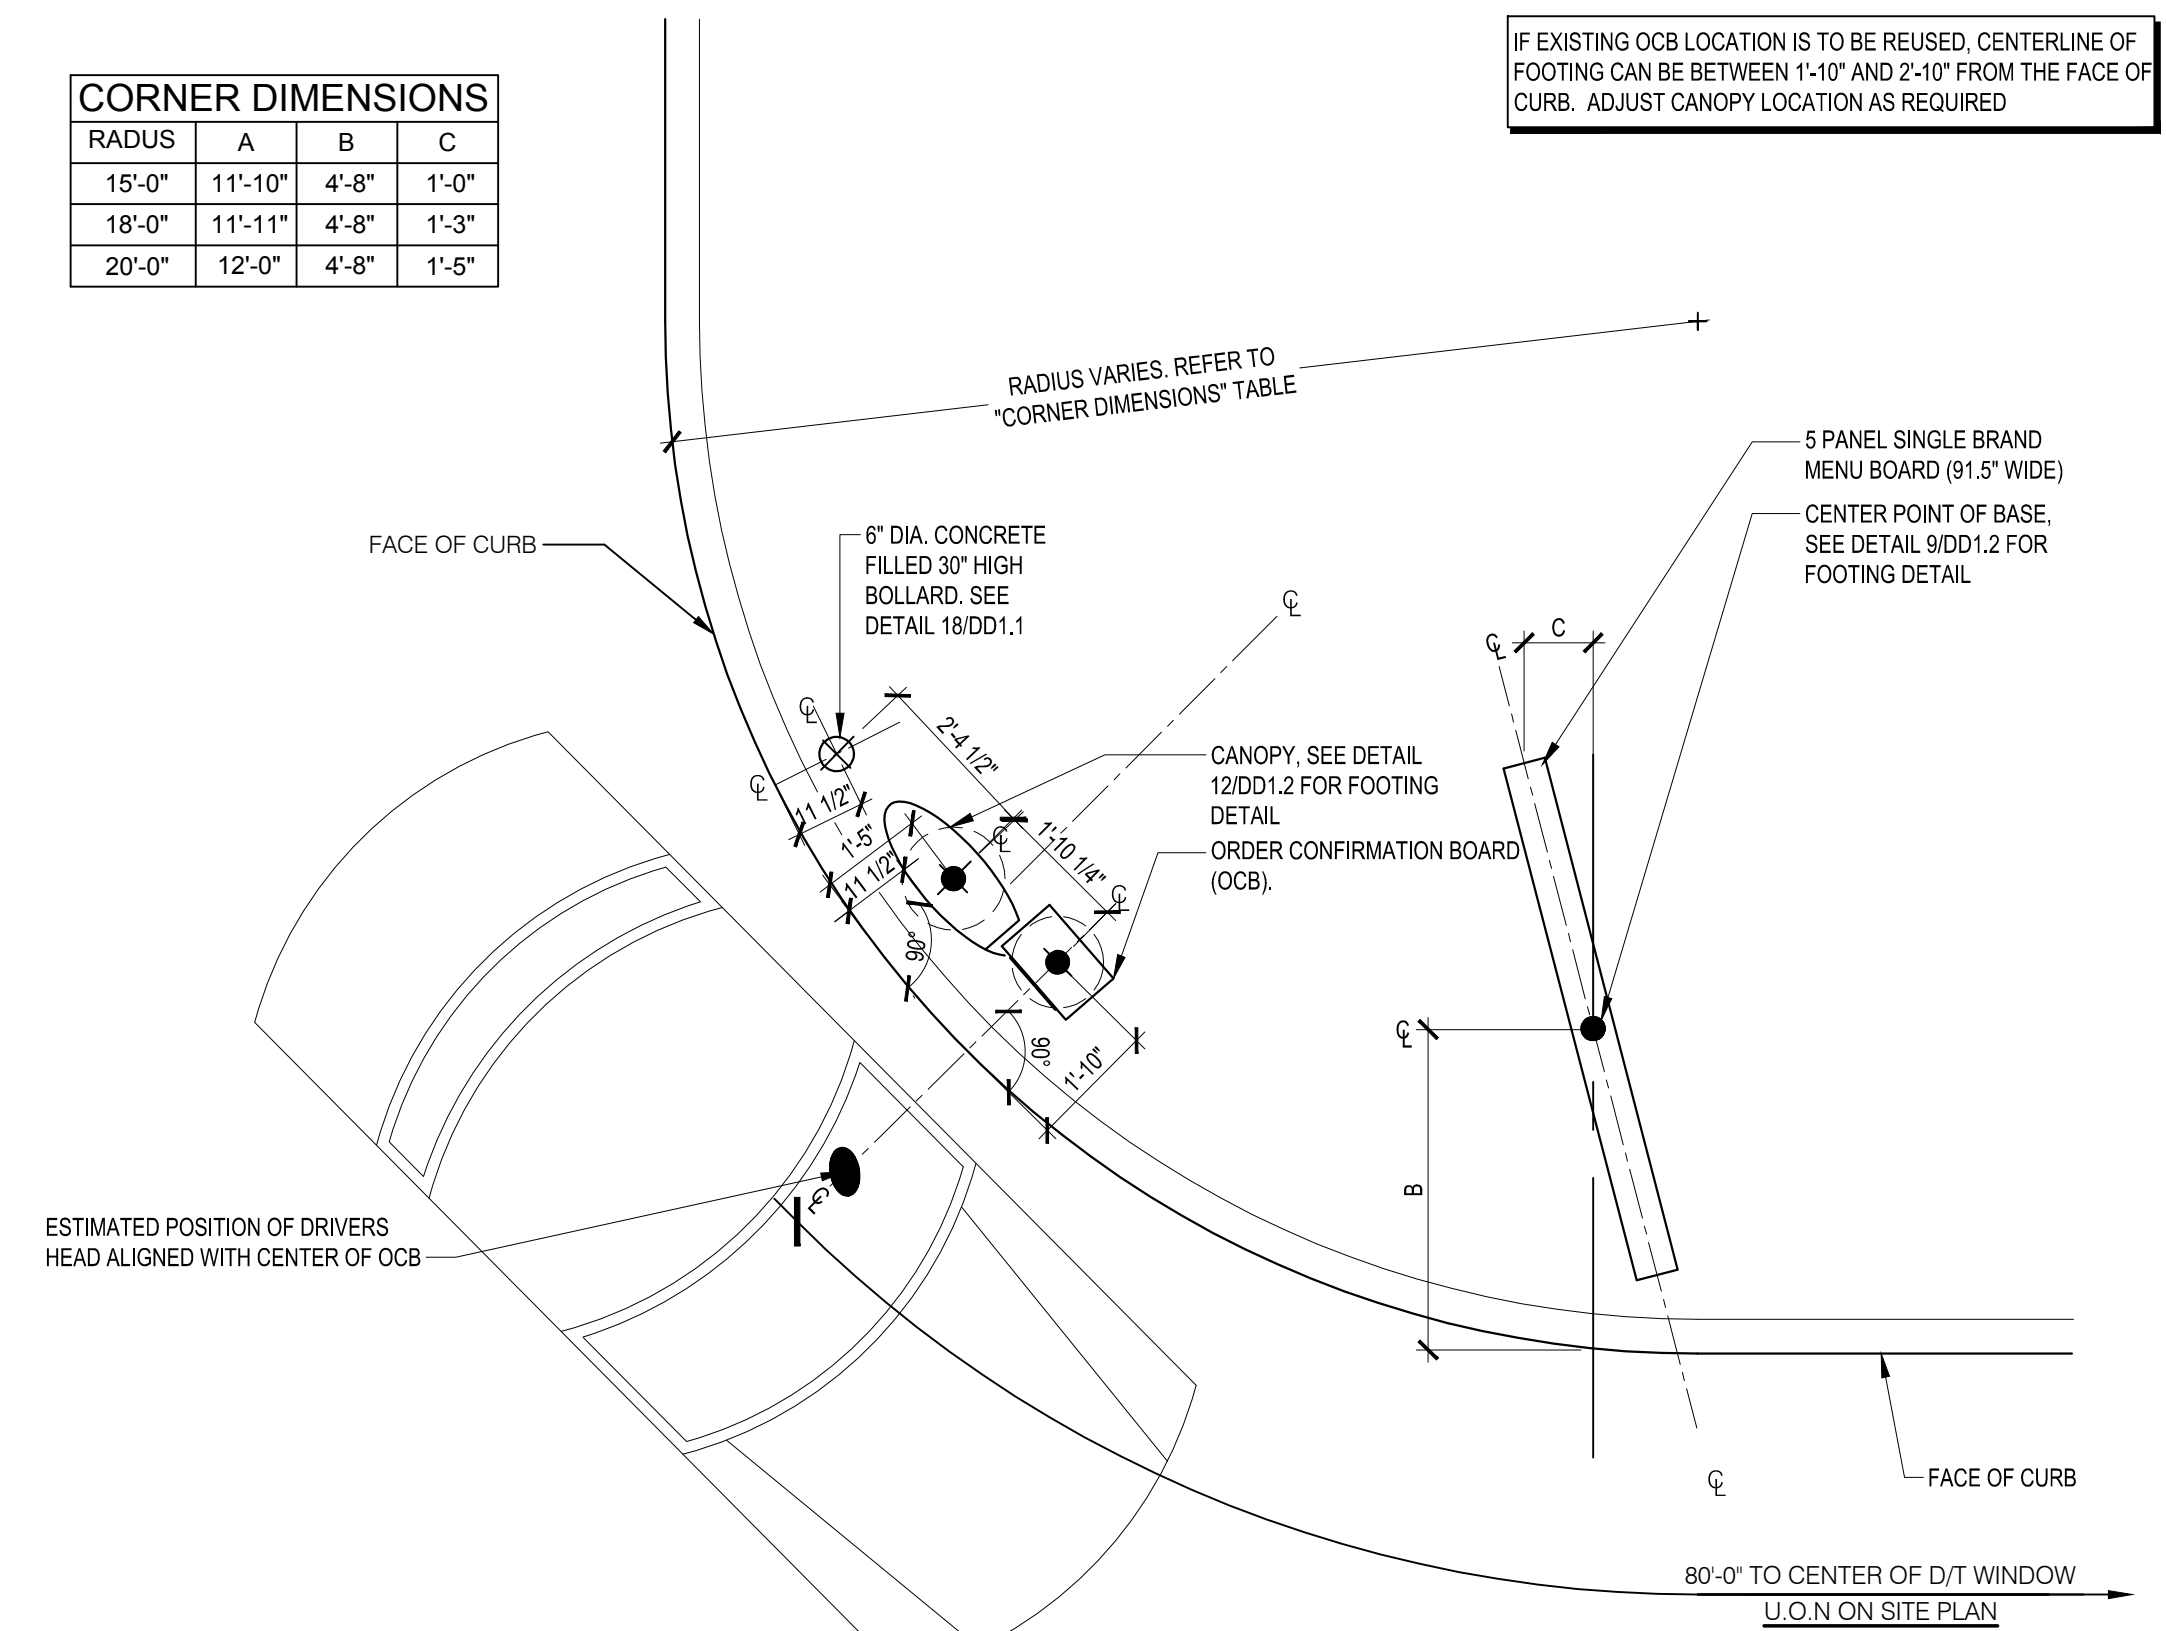 IF EXISTING OCB LOCATION IS TO BE REUSED, CENTERLINE OF
FOOTING CAN BE BETWEEN 1'-10" AND 2'-10" FROM THE FACE OF
CURB. ADJUST CANOPY LOCATION AS REQUIRED
CORNER DIMENSIONS
RADUS A B C
15'-0" 11'-10" 4'-8" 1'-0"
18'-0" 11'-11" 4'-8" 1'-3"
20'-0" 12'-0" 4'-8" 1'-5"
RADIUS VARIES. REFER TO
"CORNER DIMENSIONS" TABLE
5 PANEL SINGLE BRAND
MENU BOARD (91.5" WIDE)
CENTER POINT OF BASE,
SEE DETAIL 9/DD1.2 FOR
FOOTING DETAIL
FACE OF CURB
6" DIA. CONCRETE
FILLED 30" HIGH
BOLLARD. SEE
DETAIL 18/DD1.1
℄
℄
C
℄
2'-4 1/2"
CANOPY, SEE DETAIL
12/DD1.2 FOR FOOTING
DETAIL
℄
11 1/2"
1'-5"
11 1/2"
℄
1'-10 1/4"
ORDER CONFIRMATION BOARD
(OCB).
℄
90°
90°
1'-10"
℄
B
℄
ESTIMATED POSITION OF DRIVERS
HEAD ALIGNED WITH CENTER OF OCB
℄
FACE OF CURB
80'-0" TO CENTER OF D/T WINDOW
U.O.N ON SITE PLAN